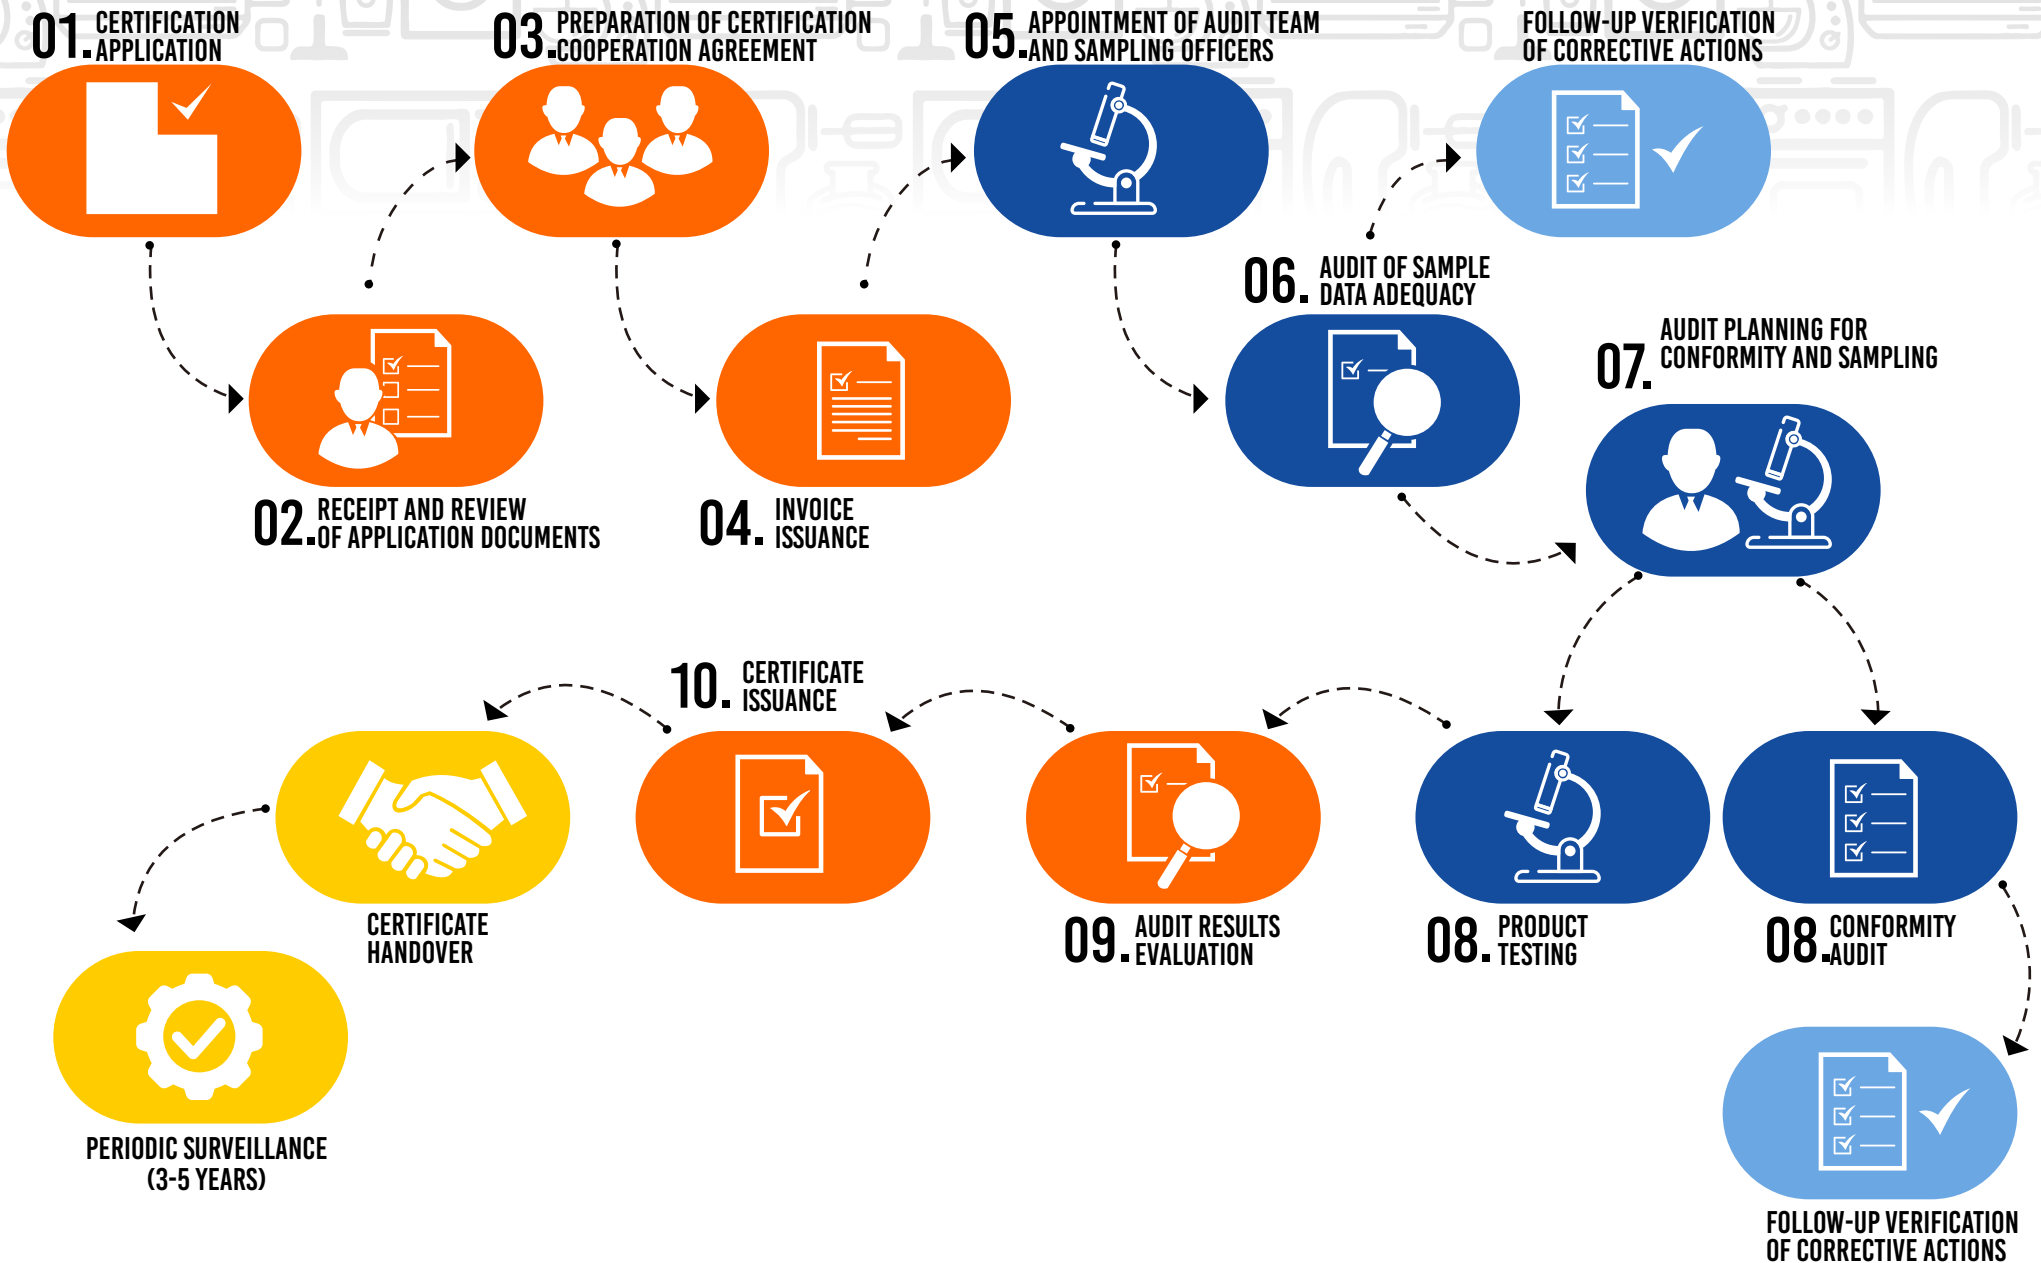 01. CERTIFICATION
APPLICATION
03. PREPARATION OF CERTIFICATION
COOPERATION AGREEMENT
05. APPOINTMENT OF AUDIT TEAM
AND SAMPLING OFFICERS
FOLLOW-UP VERIFICATION
OF CORRECTIVE ACTIONS
06. AUDIT OF SAMPLE
DATA ADEQUACY
07. AUDIT PLANNING FOR
CONFORMITY AND SAMPLING
02. RECEIPT AND REVIEW
OF APPLICATION DOCUMENTS
04. INVOICE
ISSUANCE
10. CERTIFICATE
ISSUANCE
CERTIFICATE
HANDOVER
09. AUDIT RESULTS
EVALUATION
08. PRODUCT
TESTING
08. CONFORMITY
AUDIT
PERIODIC SURVEILLANCE
(3-5 YEARS)
FOLLOW-UP VERIFICATION
OF CORRECTIVE ACTIONS